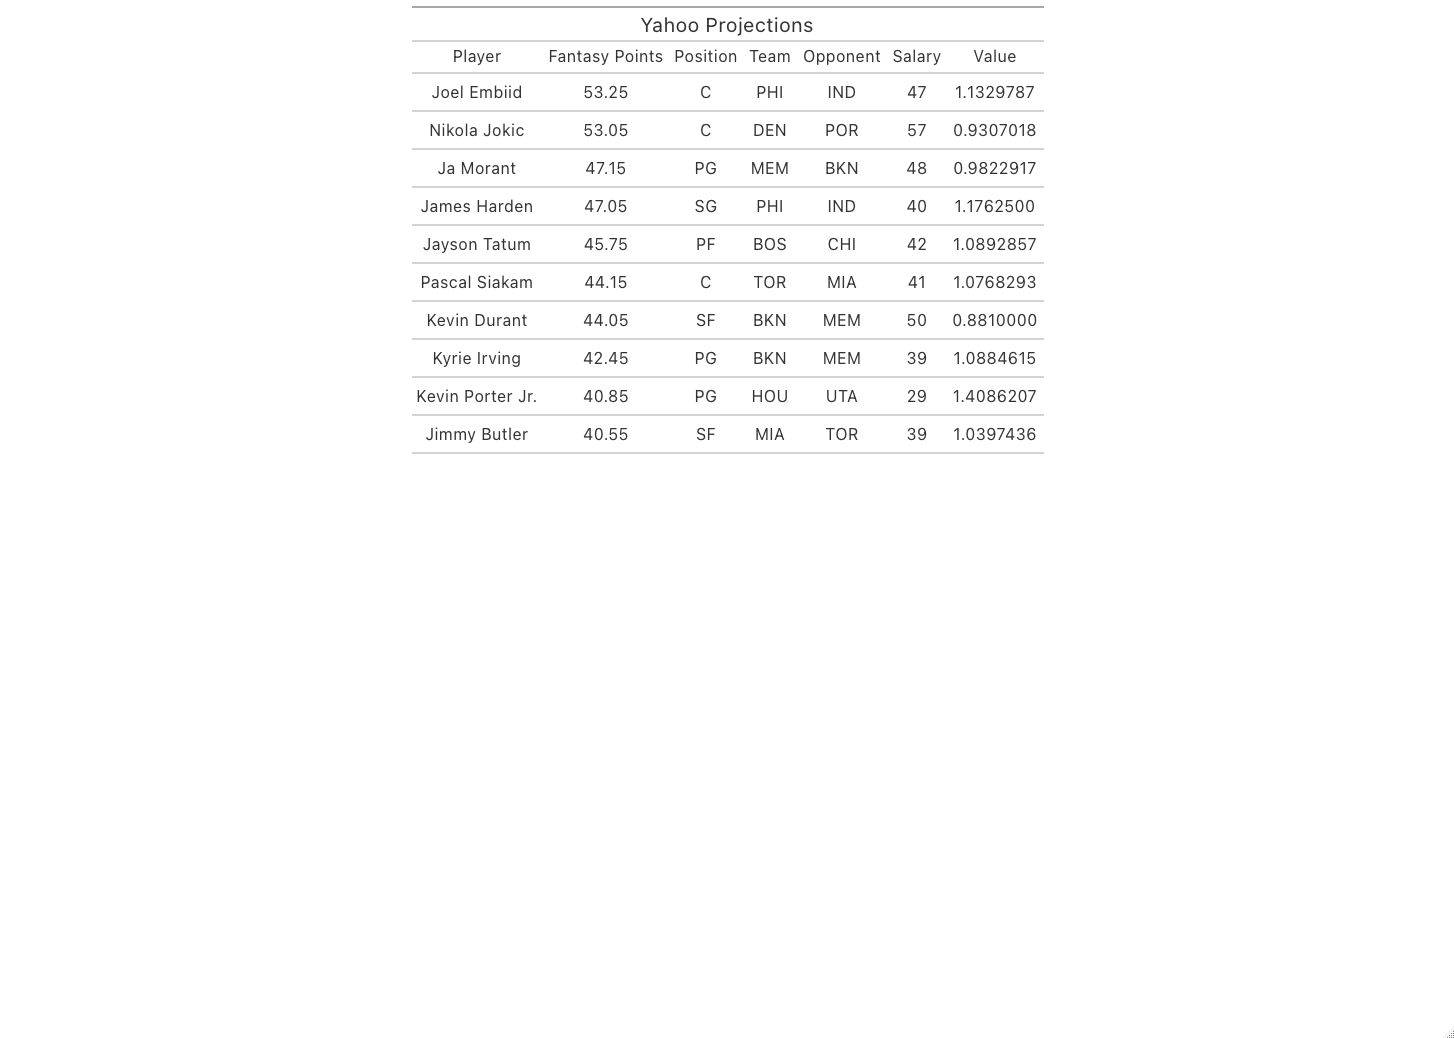 Yahoo Projections
Player Fantasy Points Position Team Opponent Salary Value
Joel Embiid 53.25 C PHI IND 47 1.1329787
Nikola Jokic 53.05 C DEN POR 57 0.9307018
Ja Morant 47.15 PG MEM BKN 48 0.9822917
James Harden 47.05 SG PHI IND 40 1.1762500
Jayson Tatum 45.75 PF BOS CHI 42 1.0892857
Pascal Siakam 44.15 C TOR MIA 41 1.0768293
Kevin Durant 44.05 SF BKN MEM 50 0.8810000
Kyrie Irving 42.45 PG BKN MEM 39 1.0884615
Kevin Porter Jr. 40.85 PG HOU UTA 29 1.4086207
Jimmy Butler 40.55 SF MIA TOR 39 1.0397436